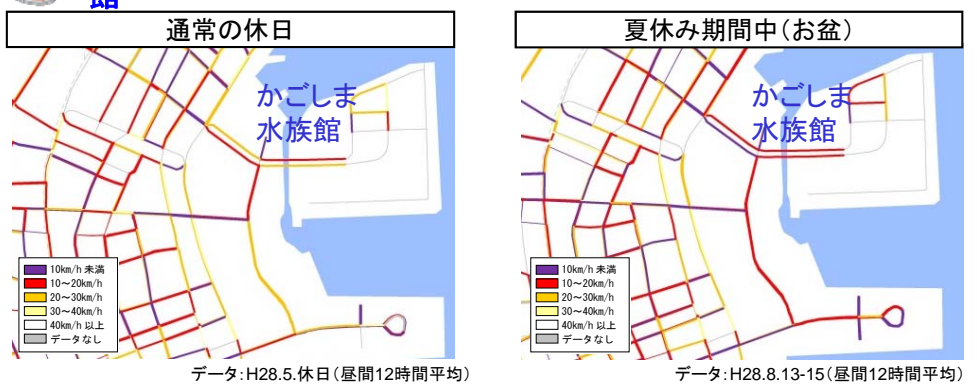 館
通常の休日
かごしま
水族館
10km/h 未満
10～20km/h
20～30km/h
30～40km/h
40km/h 以上
データなし
データ:H28.5.休日(昼間12時間平均)
夏休み期間中(お盆)
かごしま
水族館
10km/h 未満
10～20km/h
20～30km/h
30～40km/h
40km/h 以上
データなし
データ:H28.8.13-15(昼間12時間平均)